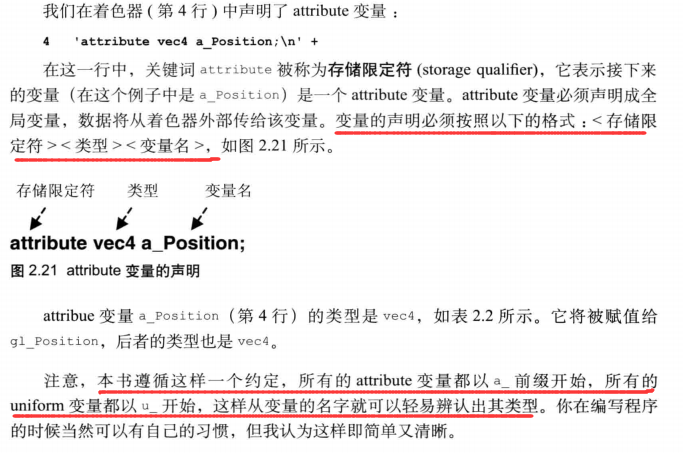 我们在着色器（第 4 行）中声明了 attribute 变量：
4 'attribute vec4 a_Position;\n' +
在这一行中，关键词 attribute 被称为存储限定符 (storage qualifier)，它表示接下来
的变量（在这个例子中是 a_Position）是一个 attribute 变量。attribute 变量必须声明成全
局变量，数据将从着色器外部传给该变量。变量的声明必须按照以下的格式：<存储限
定符><类型><变量名>，如图 2.21 所示。
存储限定符 类型 变量名
attribute vec4 a_Position;
图 2.21 attribute 变量的声明
attribue 变量 a_Position（第 4 行）的类型是 vec4，如表 2.2 所示。它将被赋值给
gl_Position，后者的类型也是 vec4。
注意，本书遵循这样一个约定，所有的 attribute 变量都以 a_ 前缀开始，所有的
uniform 变量都以 u_ 开始，这样从变量的名字就可以轻易辨认出其类型。你在编写程序
的时候当然可以有自己的习惯，但我认为这样即简单又清晰。